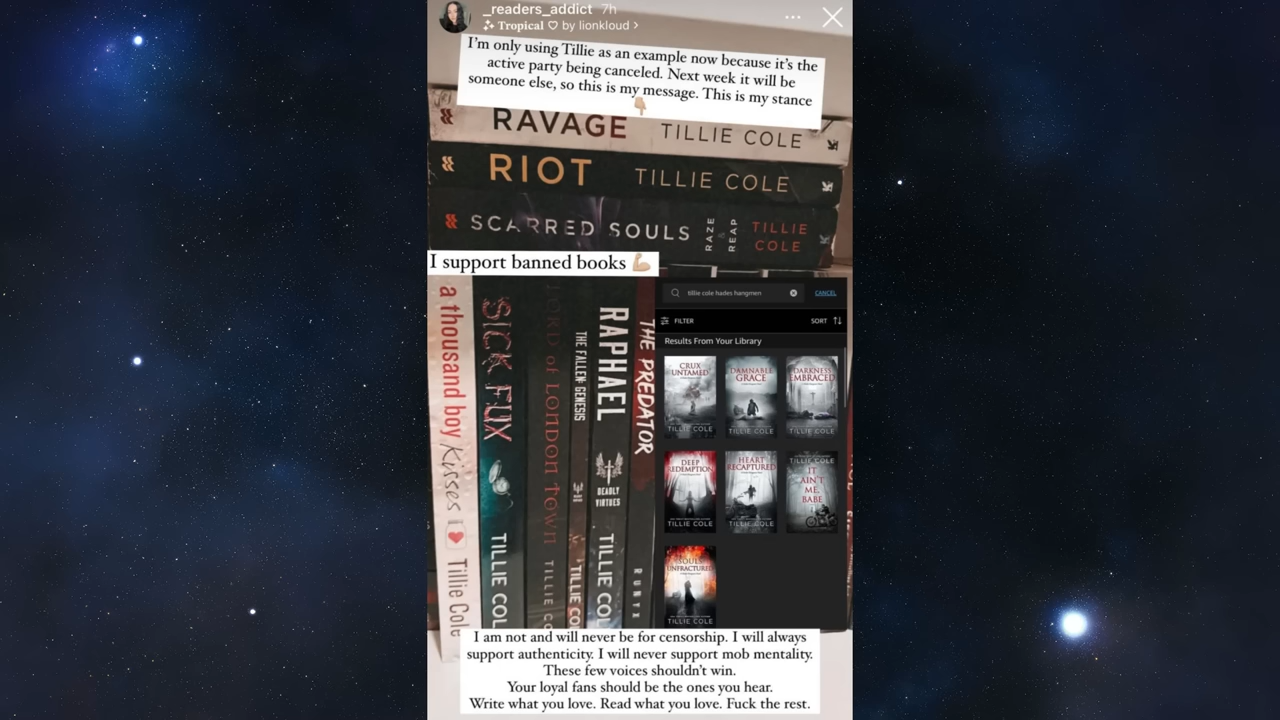 _readers_addict 7h
Tropical ♡ by lionkloud >
I'm only using Tillie as an example now because it's the
active party being canceled. Next week it will be
someone else, so this is my message. This is my stance
👇🏼
RAVAGE TILLIE COLE
RIOT TILLIE COLE
SCARRED SOULS RAZE & REAP TILLIE COLE
I support banned books 💪🏼
a thousand boy kisses Tillie Cole
SICK FUX TILLIE COL
LORD of LONDON TOWN TILLIE CO
THE FALLEN: GENESIS TILLIE CO
RAPHAEL DEADLY VIRTUES TILLIE CO
THE PREDATOR RUNYX
tillie cole hades hangmen
CANCEL
FILTER
SORT
Results From Your Library
CRUX UNTAMED TILLIE COLE
DAMNABLE GRACE TILLIE COLE
DARKNESS EMBRACED TILLIE COLE
DEEP REDEMPTION TILLIE COLE
HEART RECAPTURED TILLIE COLE
TILLIE COLE IT AIN'T ME, BABE
SOULS UNFRACTURED TILLIE COLE
I am not and will never be for censorship. I will always
support authenticity. I will never support mob mentality.
These few voices shouldn't win.
Your loyal fans should be the ones you hear.
Write what you love. Read what you love. Fuck the rest.